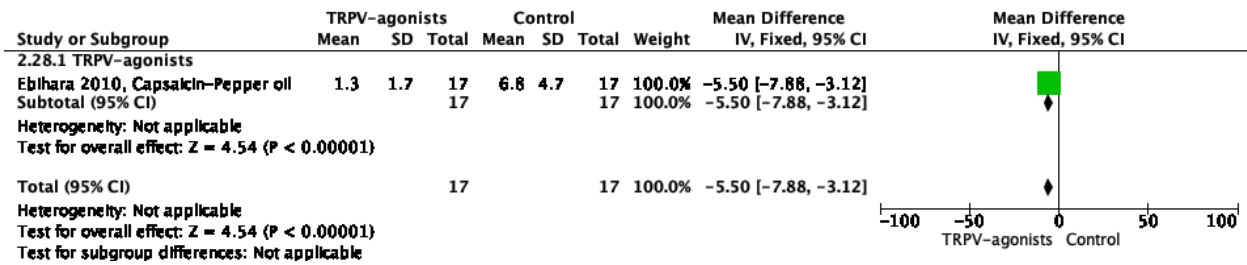 TRPV-agonists Control Mean Difference Mean Difference
Study or Subgroup Mean SD Total Mean SD Total Weight IV, Fixed, 95% CI IV, Fixed, 95% CI
2.28.1 TRPV-agonists
Ebihara 2010, Capsaicin-Pepper oil 1.3 1.7 17 6.8 4.7 17 100.0% -5.50 [-7.88, -3.12]
Subtotal (95% CI) 17 17 100.0% -5.50 [-7.88, -3.12]
Heterogeneity: Not applicable
Test for overall effect: Z = 4.54 (P < 0.00001)
Total (95% CI) 17 17 100.0% -5.50 [-7.88, -3.12]
Heterogeneity: Not applicable
Test for overall effect: Z = 4.54 (P < 0.00001)
Test for subgroup differences: Not applicable
-100 -50 0 50 100
TRPV-agonists Control